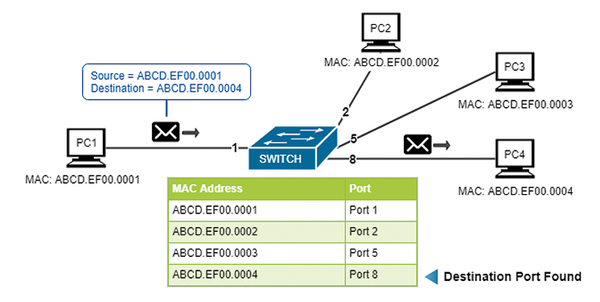 PC2
MAC: ABCD.EF00.0002
Source = ABCD.EF00.0001
Destination = ABCD.EF00.0004
PC3
MAC: ABCD.EF00.0003
2
5
PC1
1
8
SWITCH
PC4
MAC: ABCD.EF00.0001
MAC: ABCD.EF00.0004
MAC Address Port
ABCD.EF00.0001 Port 1
ABCD.EF00.0002 Port 2
ABCD.EF00.0003 Port 5
ABCD.EF00.0004 Port 8
Destination Port Found